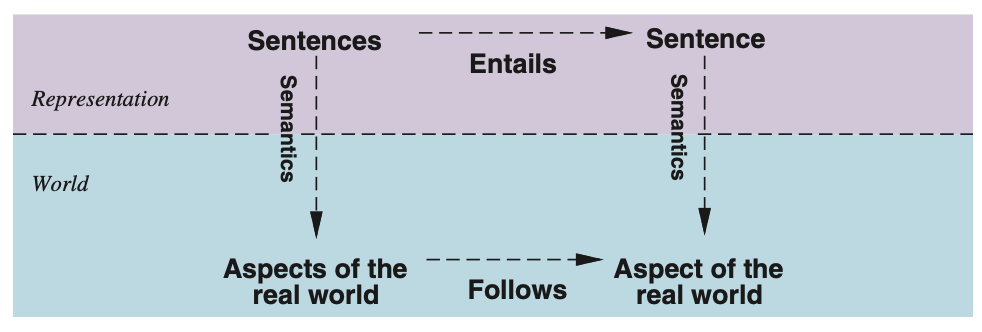 Sentences
Sentence
Entails
Semantics
Semantics
Representation
World
Aspects of the
real world
Follows
Aspect of the
real world